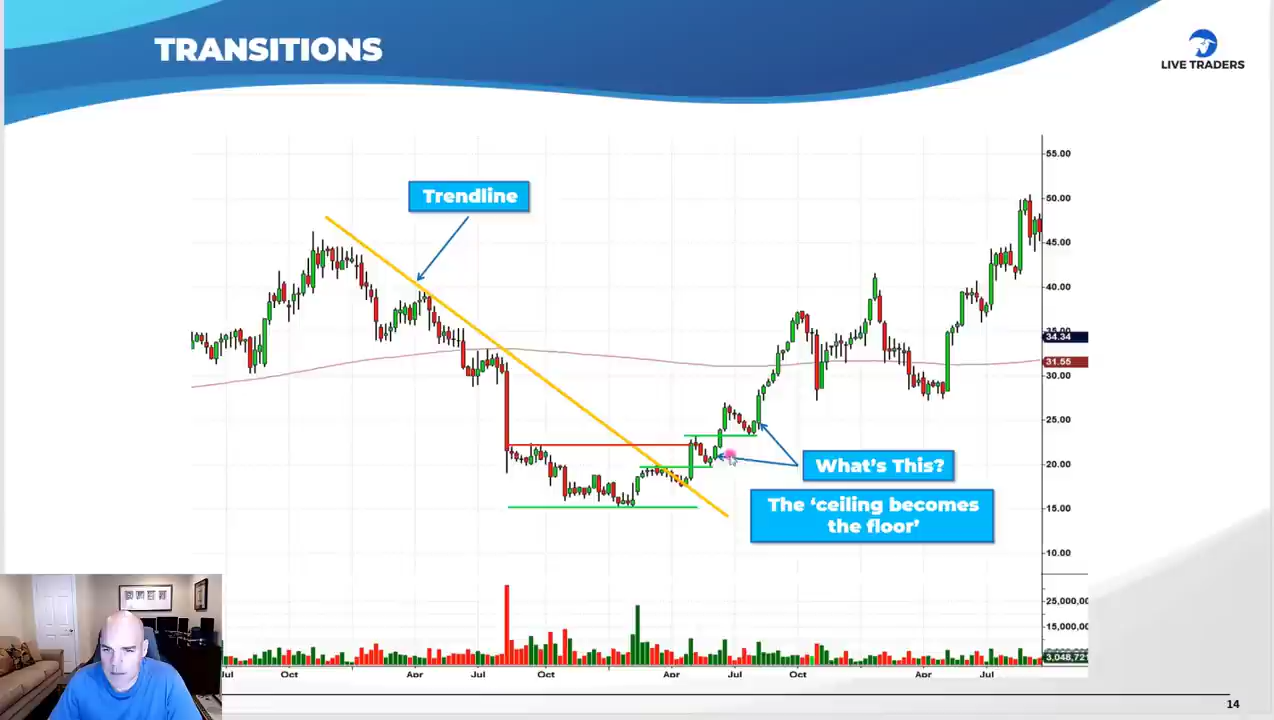 TRANSITIONS
LIVE TRADERS
Trendline
What's This?
The 'ceiling becomes
the floor'
55.00
50.00
45.00
40.00
35.00
34.34
31.55
30.00
25.00
20.00
15.00
10.00
25,000,00
15,000,00
3,048,721
Jul
Oct
Apr
Jul
Oct
Apr
Jul
Oct
Apr
Jul
14